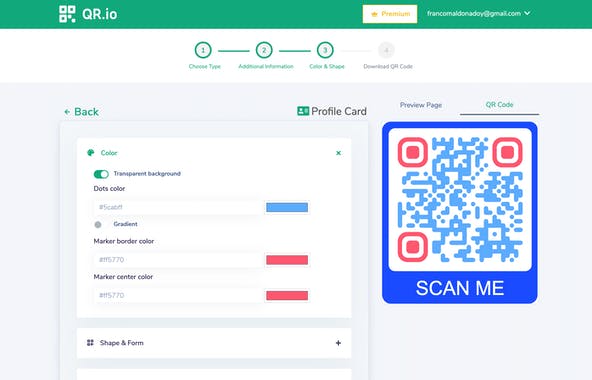 QR.io
Premium
francomaldonadoy@gmail.com
1
2
3
4
Choose Type
Additional Information
Color & Shape
Download QR Code
Back
Profile Card
Preview Page
QR Code
Color
Transparent background
Dots color
#5cabff
Gradient
Marker border color
#ff5770
Marker center color
#ff5770
Shape & Form
SCAN ME